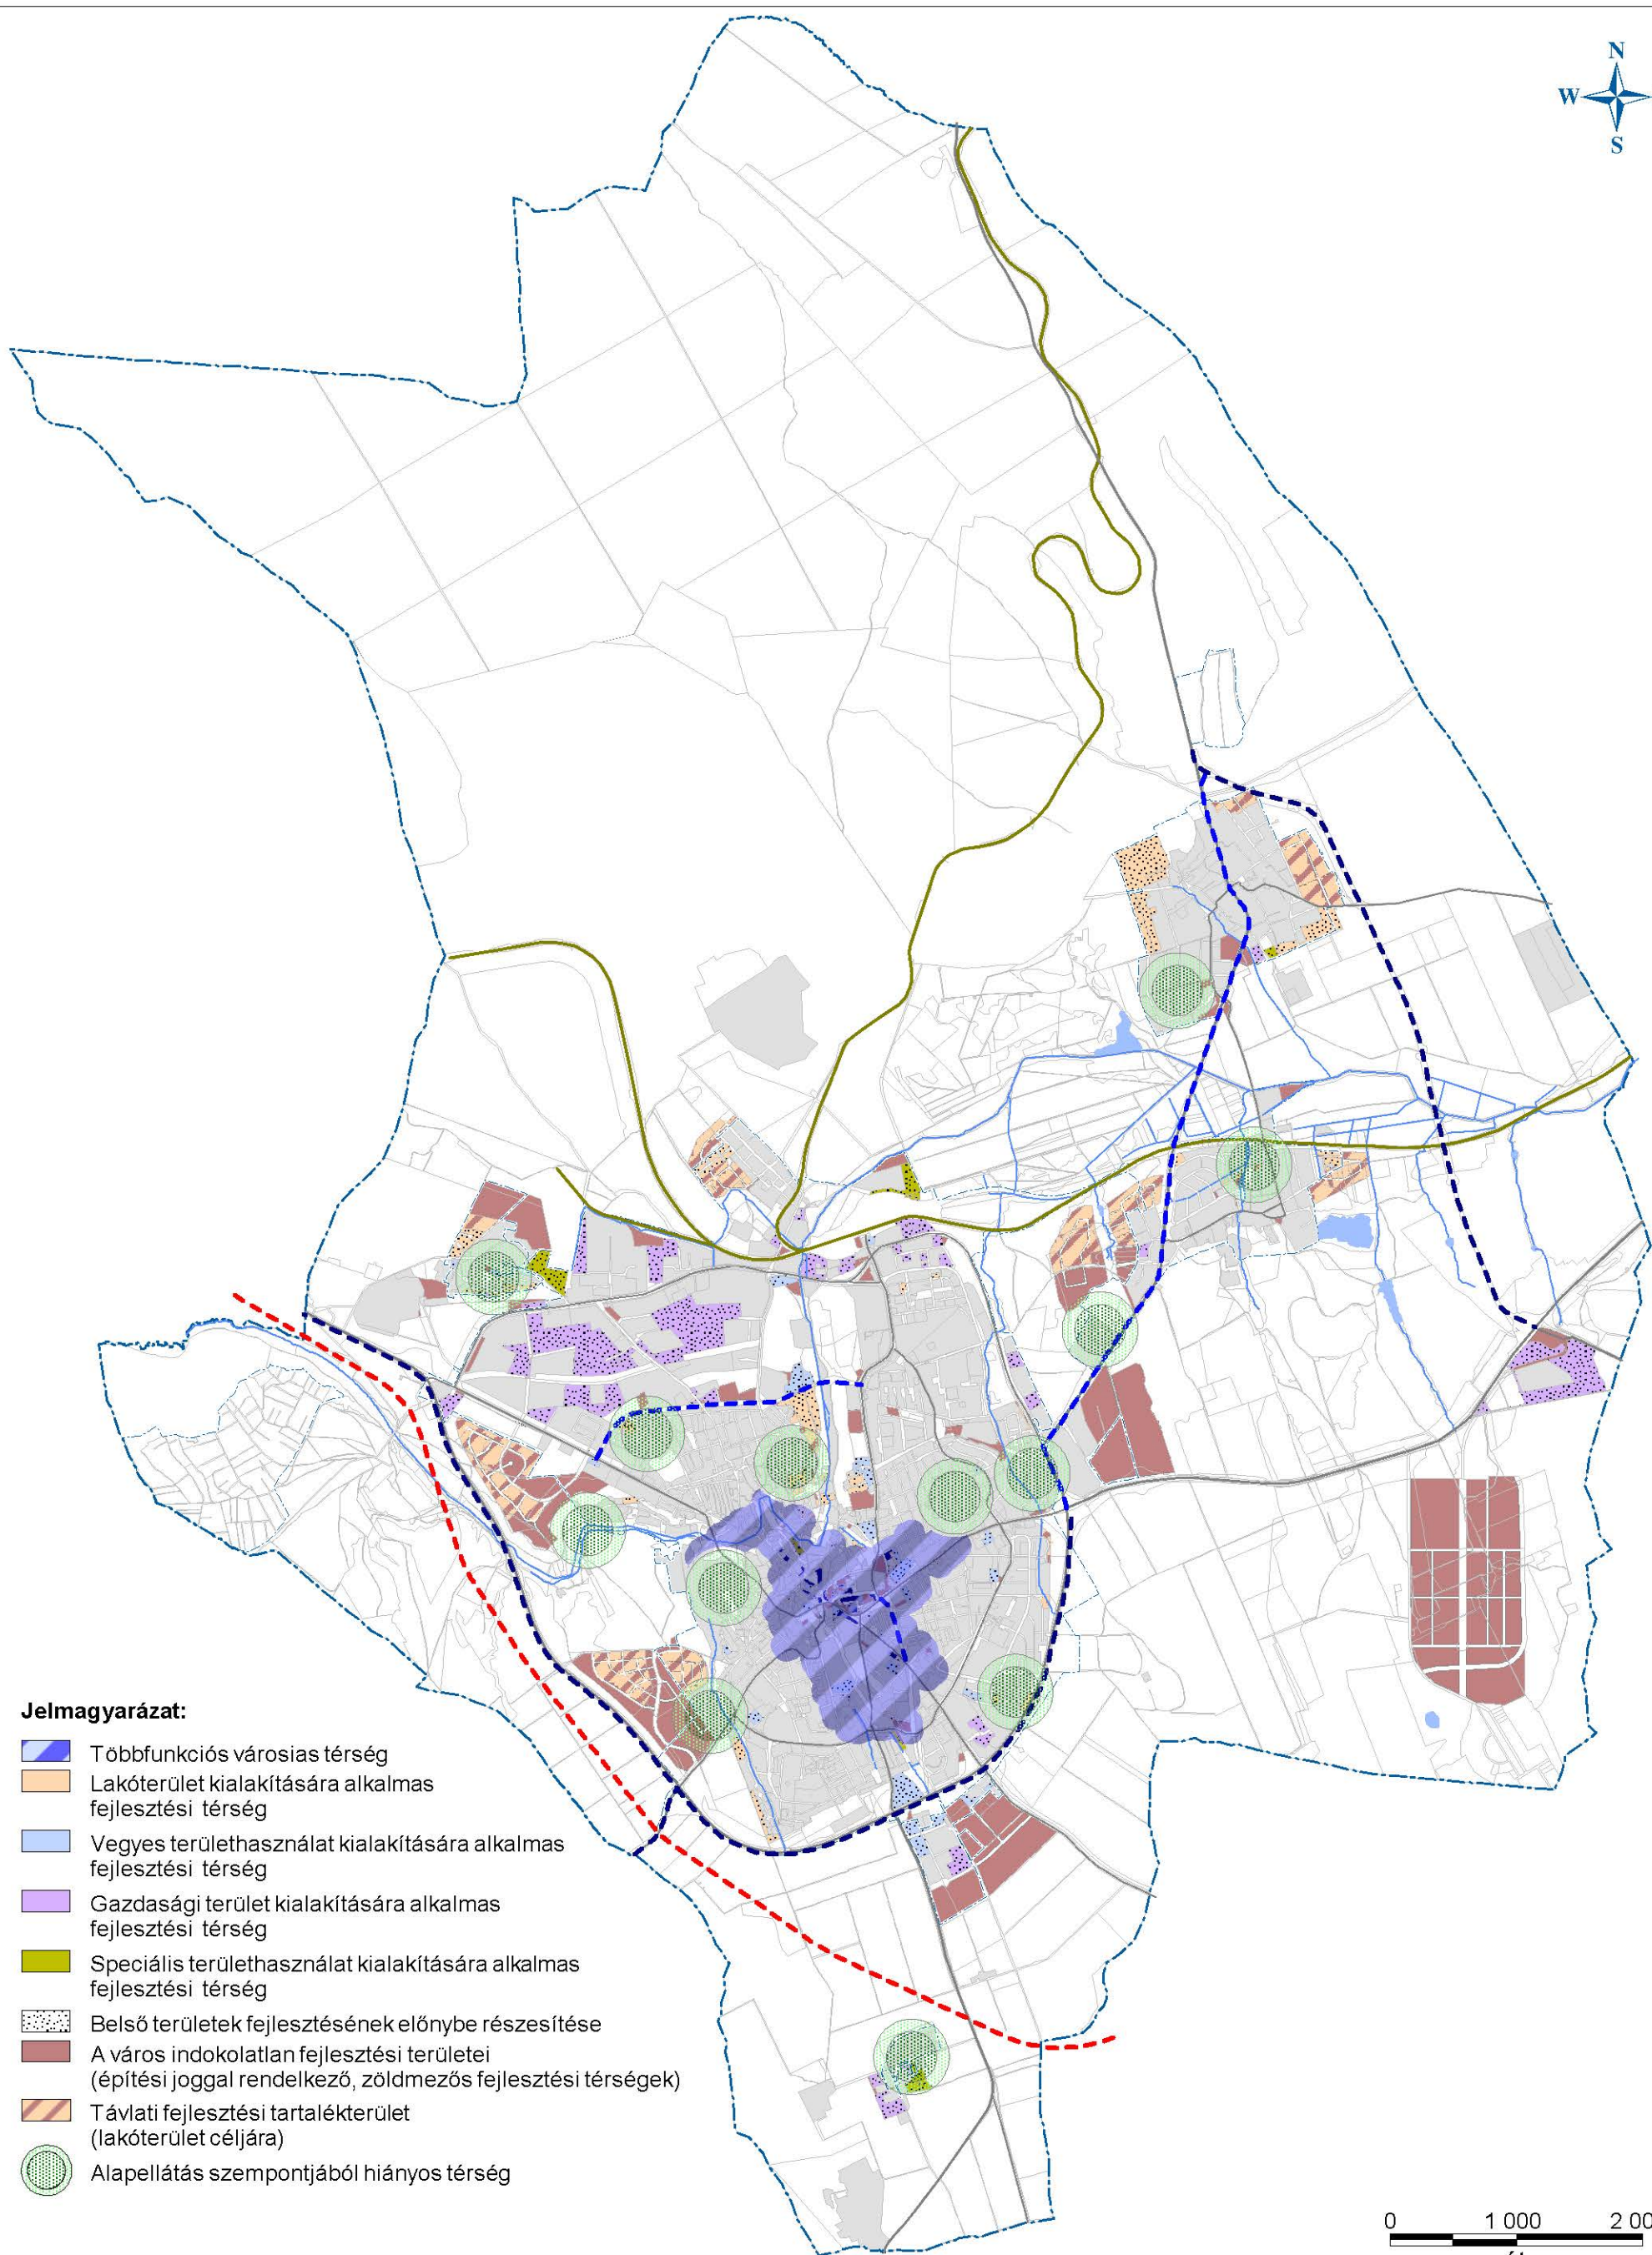 N
W
S
Jelmagyarázat:
Többfunkciós városias térség
Lakóterület kialakítására alkalmas
fejlesztési térség
Vegyes területhasználat kialakítására alkalmas
fejlesztési térség
Gazdasági terület kialakítására alkalmas
fejlesztési térség
Speciális területhasználat kialakítására alkalmas
fejlesztési térség
Belső területek fejlesztésének előnybe részesítése
A város indokolatlan fejlesztési területei
(építési joggal rendelkező, zöldmezős fejlesztési térségek)
Távlati fejlesztési tartalékterület
(lakóterület céljára)
Alapellátás szempontjából hiányos térség
0 1 000 2 00